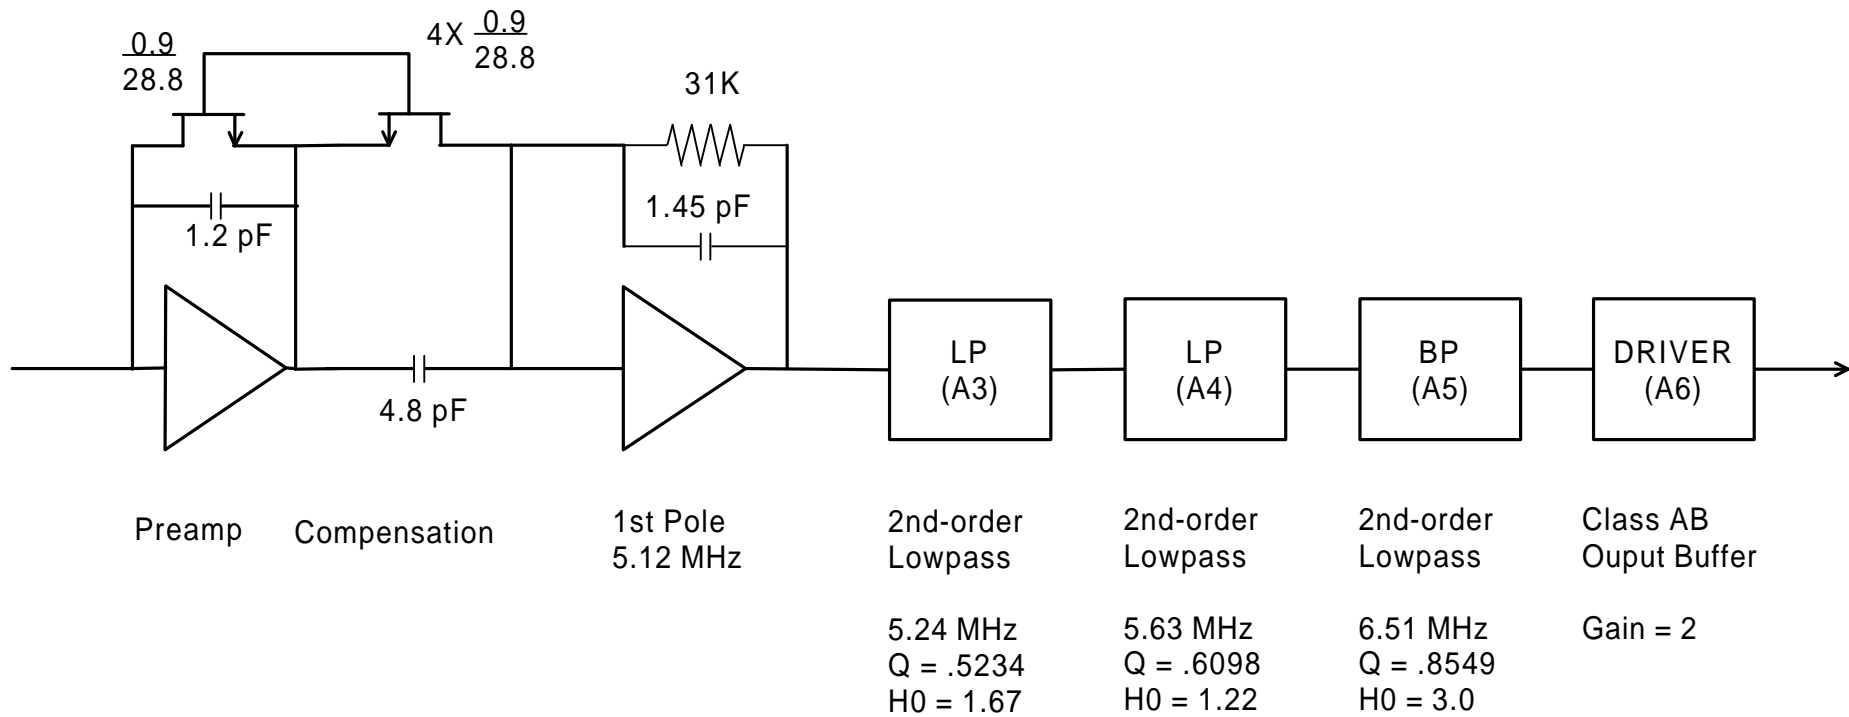 0.9
28.8
4X 0.9
28.8
31K
1.2 pF
1.45 pF
4.8 pF
LP
(A3)
LP
(A4)
BP
(A5)
DRIVER
(A6)
Preamp
Compensation
1st Pole
5.12 MHz
2nd-order
Lowpass
5.24 MHz
Q = .5234
H0 = 1.67
2nd-order
Lowpass
5.63 MHz
Q = .6098
H0 = 1.22
2nd-order
Lowpass
6.51 MHz
Q = .8549
H0 = 3.0
Class AB
Ouput Buffer
Gain = 2